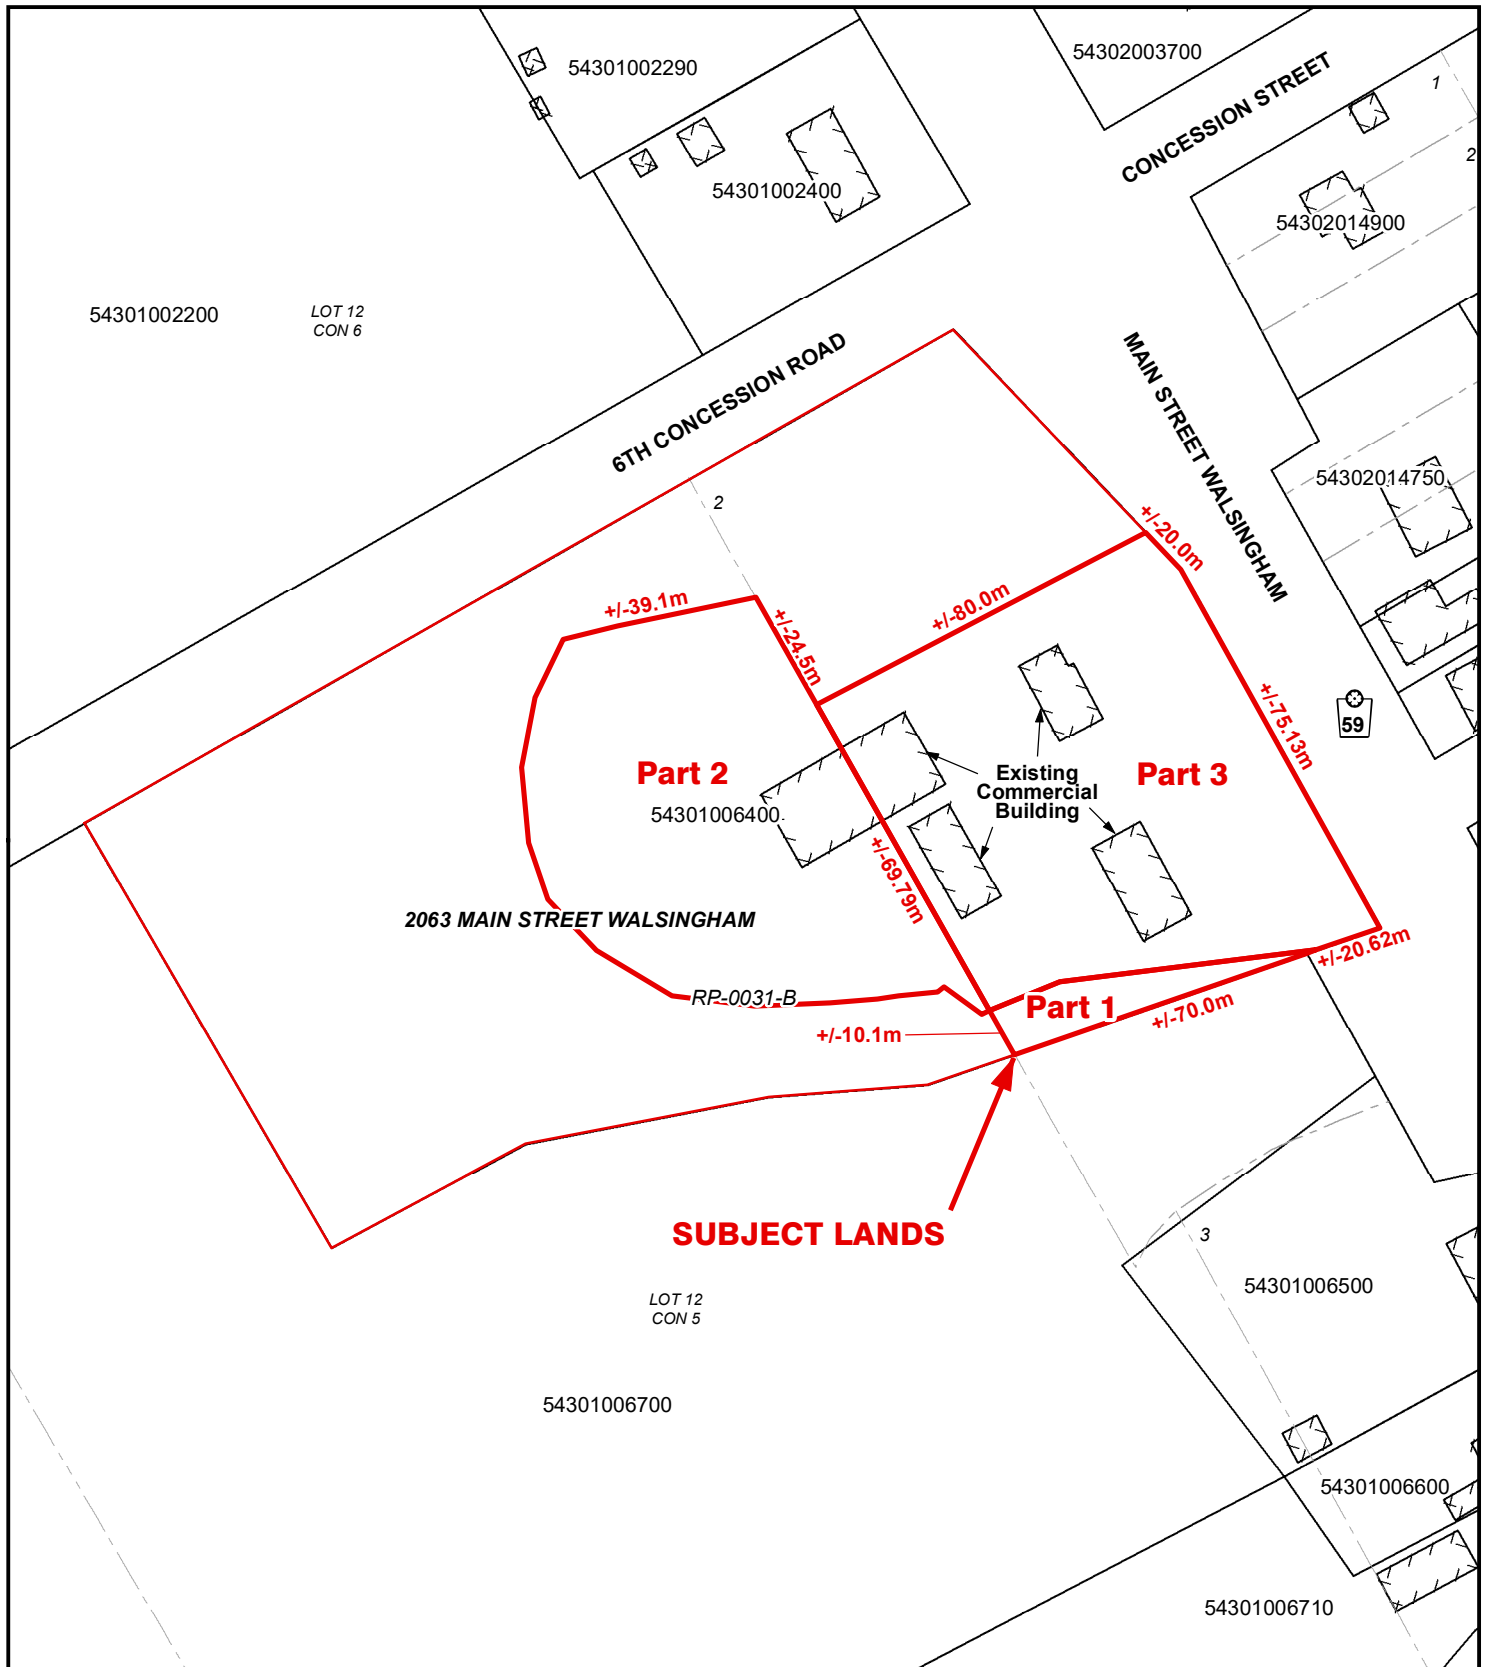 54301002290
54302003700
CONCESSION STREET
1
2
54301002400
54302014900
54301002200
LOT 12
CON 6
6TH CONCESSION ROAD
MAIN STREET WALSINGHAM
54302014750
2
+/-20.0m
+/-39.1m
+/-24.5m
+/-80.0m
+/-75.13m
59
Part 2
Existing
Commercial
Building
Part 3
54301006400
+/-69.79m
2063 MAIN STREET WALSINGHAM
+/-20.62m
RP-0031-B
Part 1
+/-70.0m
+/-10.1m
SUBJECT LANDS
3
54301006500
LOT 12
CON 5
54301006700
54301006600
54301006710